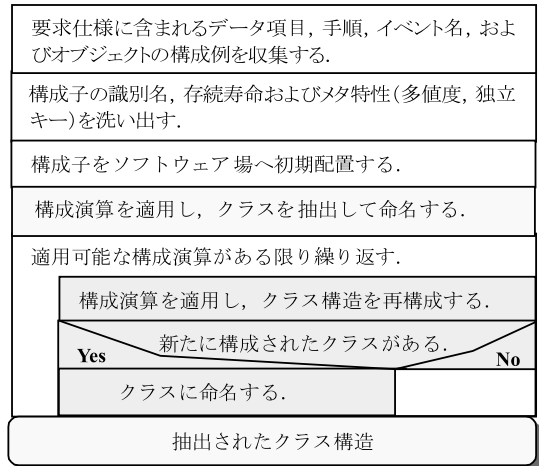 要求仕様に含まれるデータ項目, 手順, イベント名, およ
びオブジェクトの構成例を収集する.
構成子の識別名, 存続寿命およびメタ特性(多値度, 独立
キー)を洗い出す.
構成子をソフトウェア場へ初期配置する.
構成演算を適用し, クラスを抽出して命名する.
適用可能な構成演算がある限り繰り返す.
構成演算を適用し, クラス構造を再構成する.
新たに構成されたクラスがある.
Yes
No
クラスに命名する.
抽出されたクラス構造